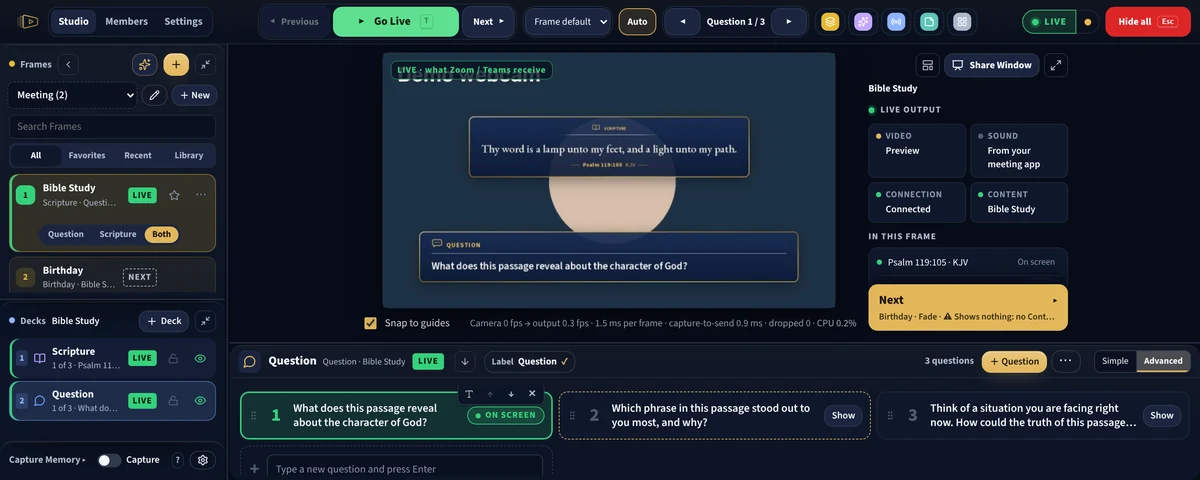 Studio
Members
Settings
◄ Previous
► Go Live T
Next ►
Frame default
Auto
◄ Question 1 / 3 ►
LIVE
Hide all Esc
Frames
Meeting (2)
+ New
Search Frames
All
Favorites
Recent
Library
1
Bible Study
Scripture · Questi…
LIVE
Question
Scripture
Both
2
Birthday
Birthday · Bible S…
NEXT
Decks Bible Study
+ Deck
1
Scripture
1 of 3 · Psalm 11…
LIVE
2
Question
1 of 3 · What do…
LIVE
Capture Memory ▸
Capture
?
LIVE · what Zoom / Teams receive
Demo webcam
SCRIPTURE
Thy word is a lamp unto my feet, and a light unto my path.
Psalm 119:105 KJV
QUESTION
What does this passage reveal about the character of God?
Snap to guides
Camera 0 fps → output 0.3 fps · 1.5 ms per frame · capture-to-send 0.9 ms · dropped 0 · CPU 0.2%
Share Window
Bible Study
LIVE OUTPUT
VIDEO
Preview
SOUND
From your
meeting app
CONNECTION
Connected
CONTENT
Bible Study
IN THIS FRAME
Psalm 119:105 · KJV
On screen
Next ▸
Birthday · Fade · ⚠ Shows nothing: no Cont…
Question
Question · Bible Study
LIVE
↓
Label Question ✓
3 questions
+ Question
···
Simple
Advanced
T ↑ ↓ ✕
1
What does this passage reveal
about the character of God?
ON SCREEN
2
Which phrase in this passage stood out to
you most, and why?
Show
3
Think of a situation you are facing right
now. How could the truth of this passage…
Show
+ Type a new question and press Enter